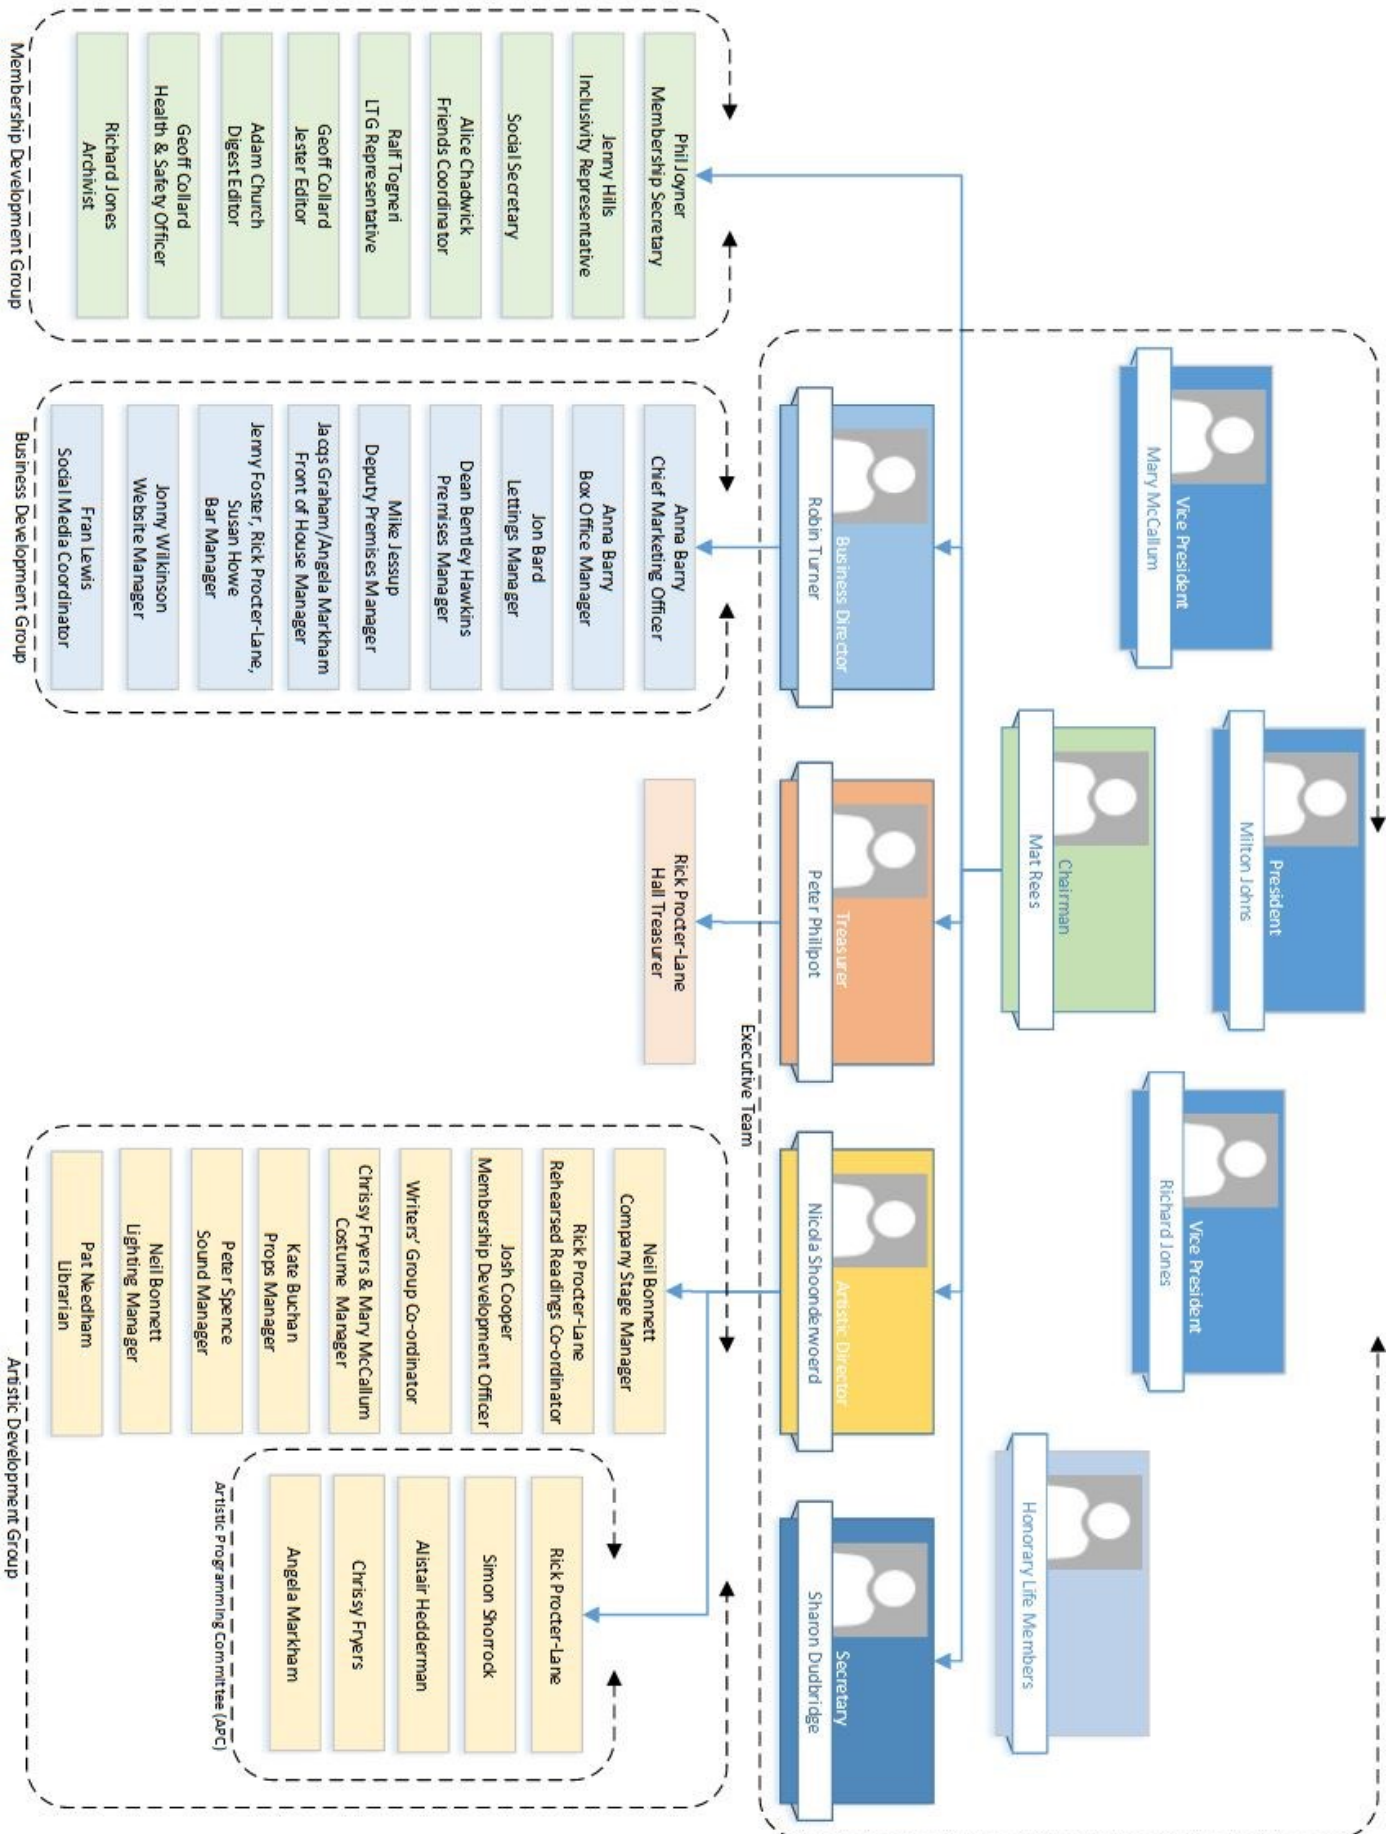 President
Milton Johns
Vice President
Mary McCallum
Vice President
Richard Jones
Chairman
Mat Rees
Honorary Life Members
Business Director
Robin Turner
Treasurer
Peter Phillpot
Artistic Director
Nicola Shoonderwoerd
Secretary
Sharon Dudbridge
Executive Team
Phil Joyner
Membership Secretary
Jenny Hills
Inclusivity Representative
Social Secretary
Alice Chadwick
Friends Coordinator
Ralf Togneri
LTG Representative
Geoff Collard
Jester Editor
Adam Church
Digest Editor
Geoff Collard
Health & Safety Officer
Richard Jones
Archivist
Membership Development Group
Anna Barry
Chief Marketing Officer
Anna Barry
Box Office Manager
Jon Bard
Lettings Manager
Dean Bentley Hawkins
Premises Manager
Mike Jessup
Deputy Premises Manager
Jacqs Graham/Angela Markham
Front of House Manager
Jenny Foster, Rick Procter-Lane,
Susan Howe
Bar Manager
Jonny Wilkinson
Website Manager
Fran Lewis
Social Media Coordinator
Business Development Group
Rick Procter-Lane
Hall Treasurer
Neil Bonnett
Company Stage Manager
Rick Procter-Lane
Rehearsed Readings Co-ordinator
Josh Cooper
Membership Development Officer
Writers' Group Co-ordinator
Chrissy Fryers & Mary McCallum
Costume Manager
Kate Buchan
Props Manager
Peter Spence
Sound Manager
Neil Bonnett
Lighting Manager
Pat Needham
Librarian
Rick Procter-Lane
Simon Shorrock
Alistair Hedderman
Chrissy Fryers
Angela Markham
Artistic Programming Committee (APC)
Artistic Development Group